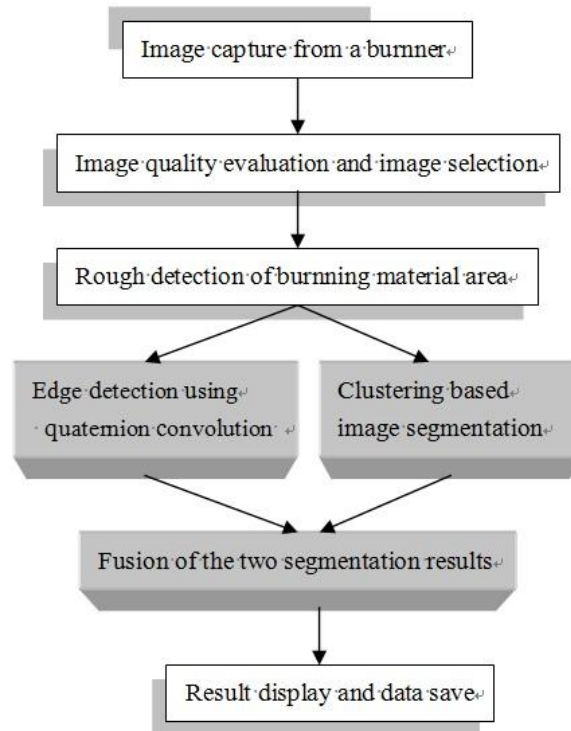 Image capture from a burnner
Image quality evaluation and image selection
Rough detection of burnning material area
Edge detection using
quaternion convolution
Clustering based
image segmentation
Fusion of the two segmentation results
Result display and data save